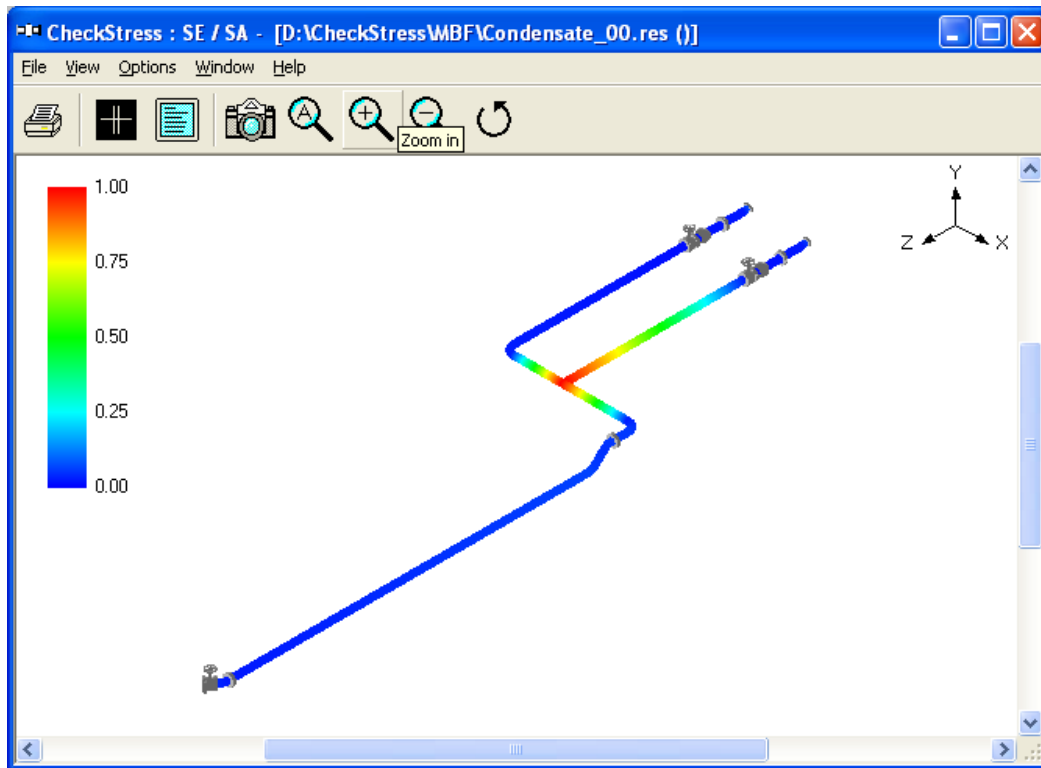 CheckStress : SE / SA - [D:\CheckStress\MBF\Condensate_00.res ()]
File View Options Window Help
A
Zoom in
1.00
0.75
0.50
0.25
0.00
Y
Z X